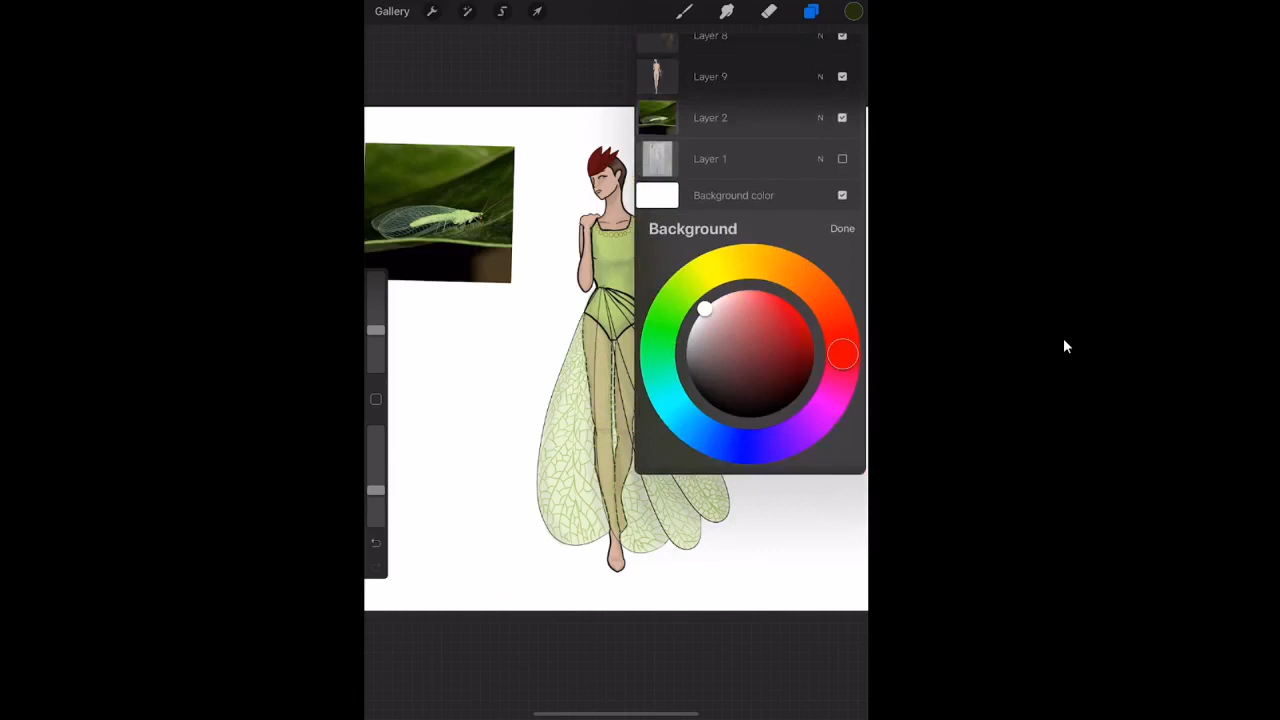 Gallery
Layer 8
N
Layer 9
N
Layer 2
N
Layer 1
N
Background color
Background
Done